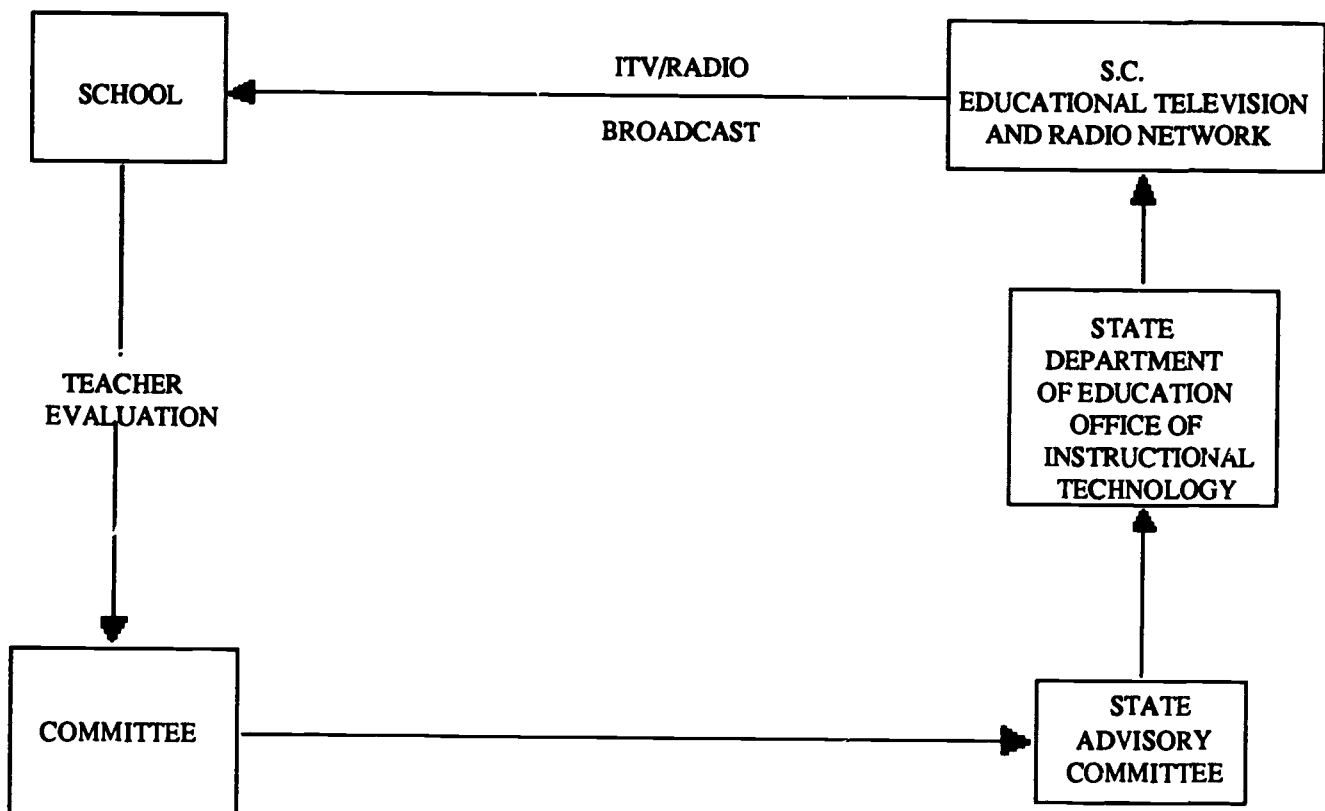 SCHOOL
ITV/RADIO
BROADCAST
S.C.
EDUCATIONAL TELEVISION
AND RADIO NETWORK
STATE
DEPARTMENT
OF EDUCATION
OFFICE OF
INSTRUCTIONAL
TECHNOLOGY
TEACHER
EVALUATION
COMMITTEE
STATE
ADVISORY
COMMITTEE